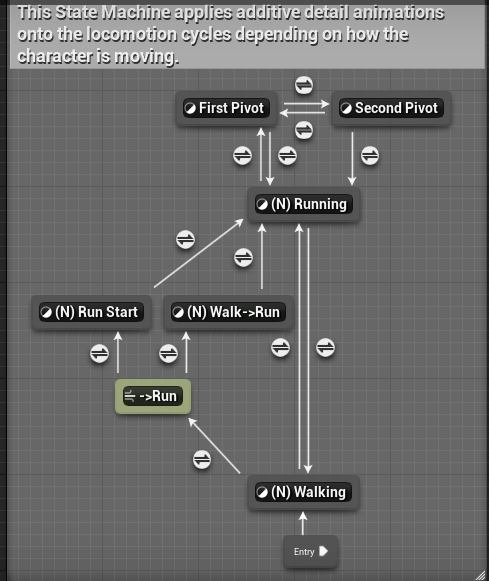 This State Machine applies additive detail animations
onto the locomotion cycles depending on how the
character is moving.
First Pivot
Second Pivot
(N) Running
(N) Run Start
(N) Walk->Run
->Run
(N) Walking
Entry